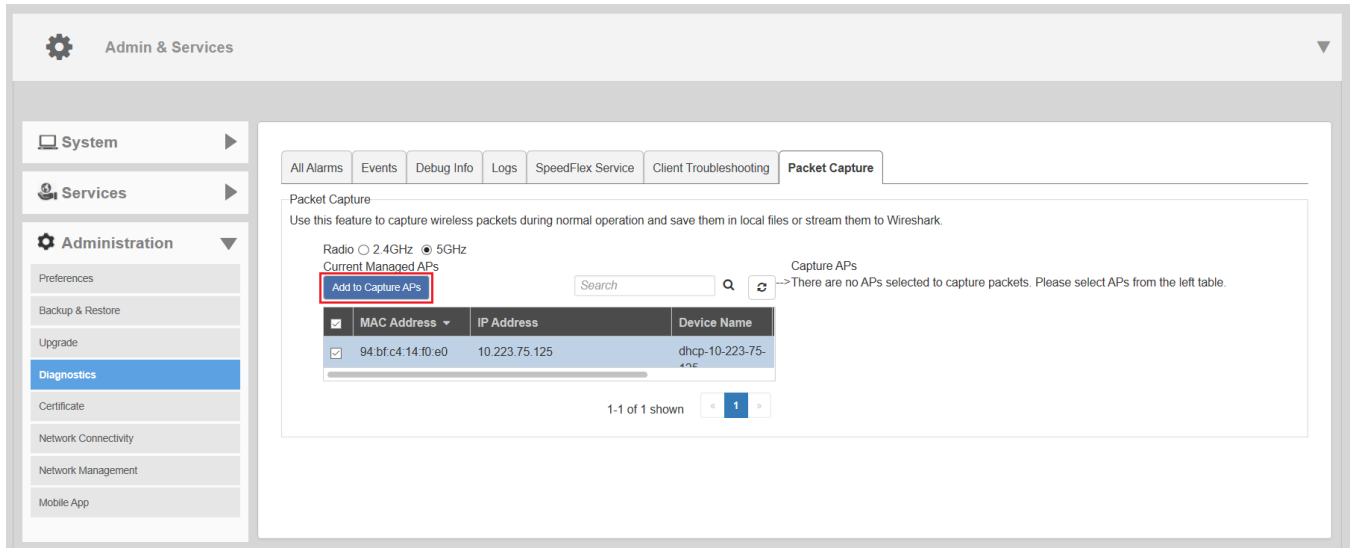 Admin & Services
System
Services
Administration
Preferences
Backup & Restore
Upgrade
Diagnostics
Certificate
Network Connectivity
Network Management
Mobile App
All Alarms Events Debug Info Logs SpeedFlex Service Client Troubleshooting Packet Capture
Packet Capture
Use this feature to capture wireless packets during normal operation and save them in local files or stream them to Wireshark.
Radio 2.4GHz 5GHz
Current Managed APs
Add to Capture APs
Search
MAC Address IP Address Device Name
94:bf:c4:14:f0:e0 10.223.75.125 dhcp-10-223-75-
125
1-1 of 1 shown « 1 »
Capture APs
-->There are no APs selected to capture packets. Please select APs from the left table.